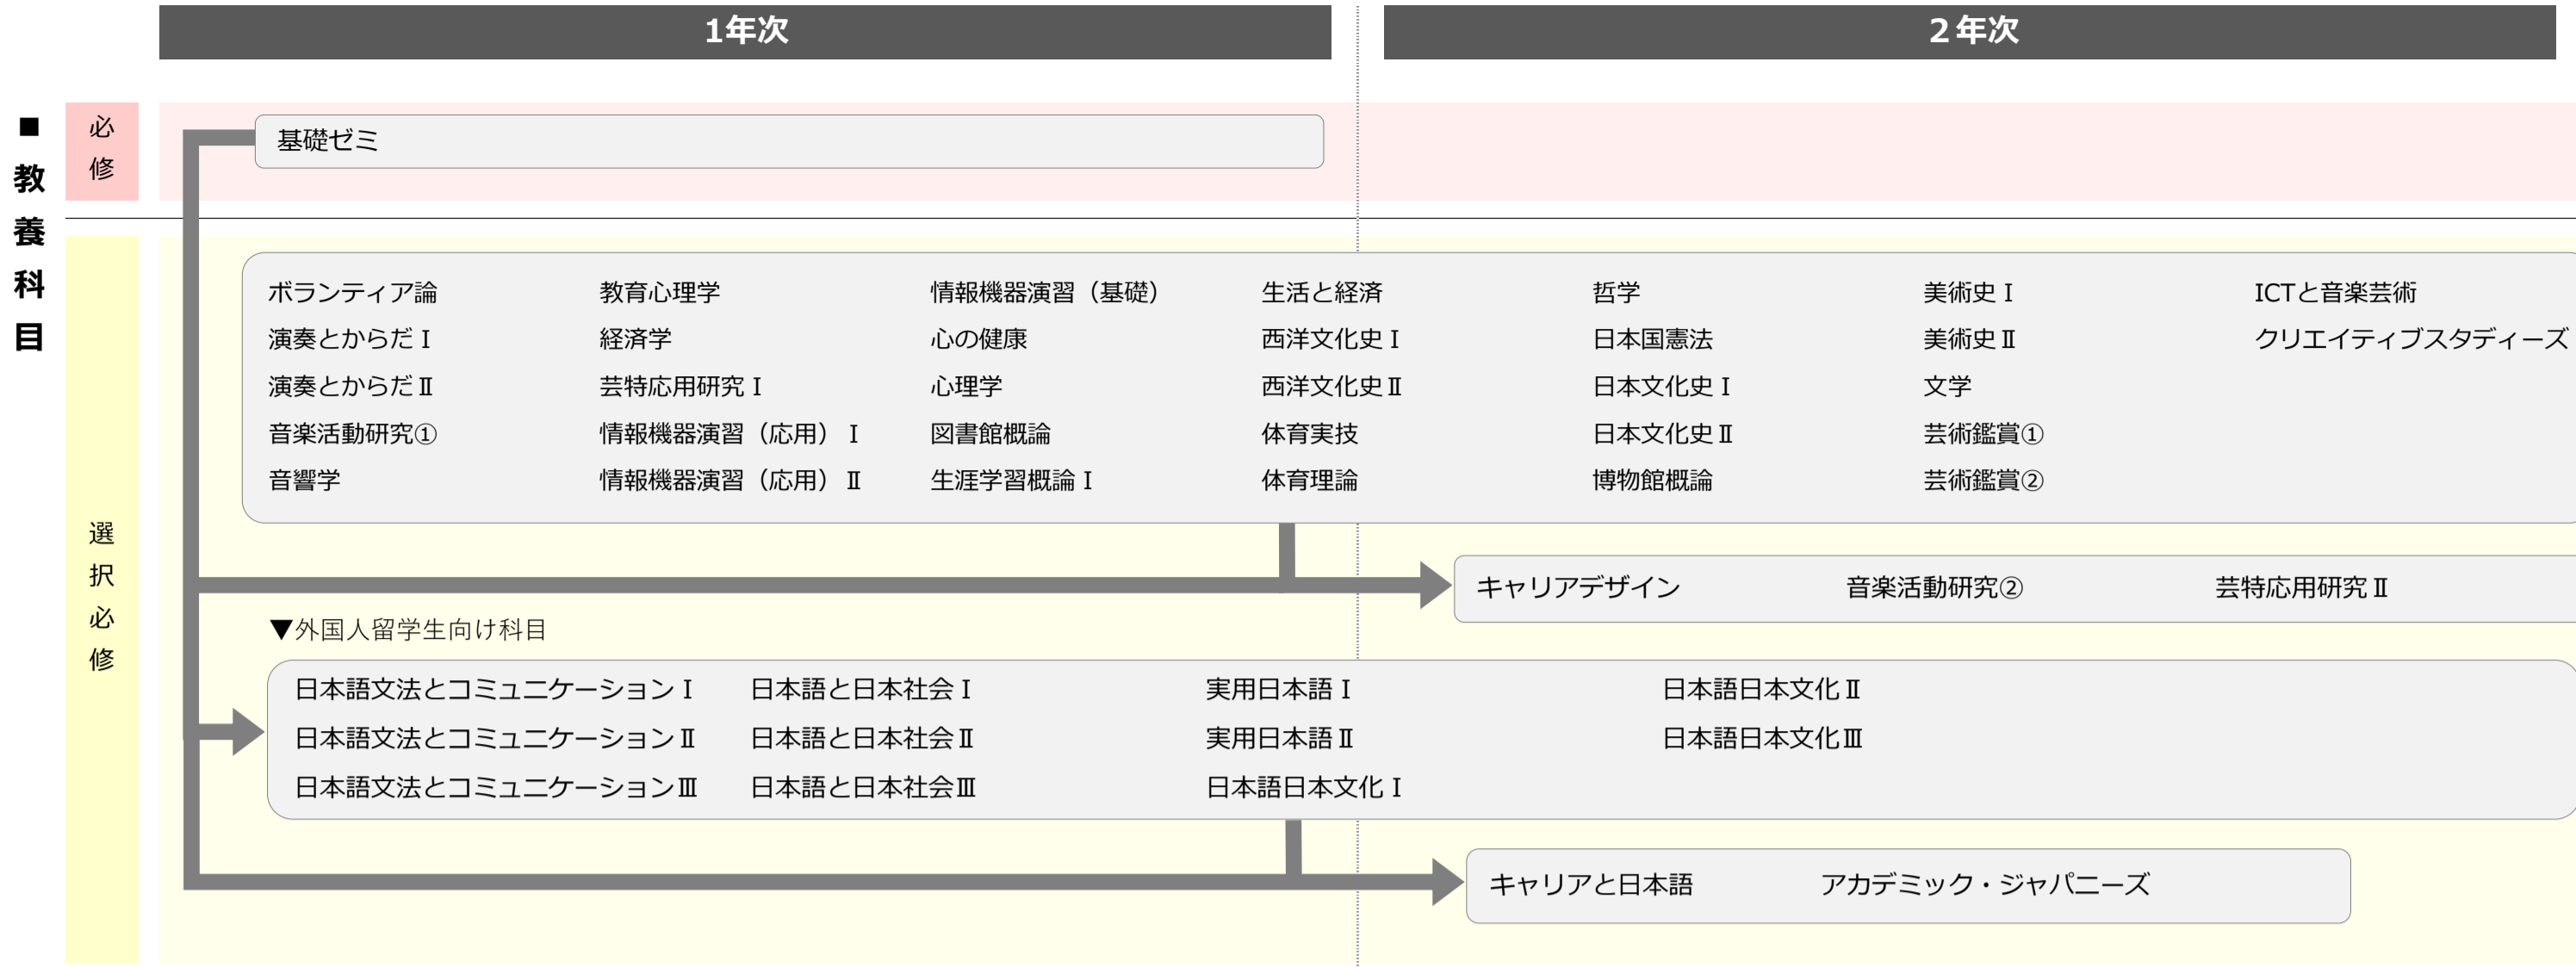 1年次
２年次
■教養科目
必修
基礎ゼミ
選択必修
ボランティア論 教育心理学 情報機器演習（基礎） 生活と経済 哲学 美術史Ⅰ ICTと音楽芸術
演奏とからだⅠ 経済学 心の健康 西洋文化史Ⅰ 日本国憲法 美術史Ⅱ クリエイティブスタディーズ
演奏とからだⅡ 芸特応用研究Ⅰ 心理学 西洋文化史Ⅱ 日本文化史Ⅰ 文学
音楽活動研究① 情報機器演習（応用）Ⅰ 図書館概論 体育実技 日本文化史Ⅱ 芸術鑑賞①
音響学 情報機器演習（応用）Ⅱ 生涯学習概論Ⅰ 体育理論 博物館概論 芸術鑑賞②
キャリアデザイン 音楽活動研究② 芸特応用研究Ⅱ
▼外国人留学生向け科目
日本語文法とコミュニケーションⅠ 日本語と日本社会Ⅰ 実用日本語Ⅰ 日本語日本文化Ⅱ
日本語文法とコミュニケーションⅡ 日本語と日本社会Ⅱ 実用日本語Ⅱ 日本語日本文化Ⅲ
日本語文法とコミュニケーションⅢ 日本語と日本社会Ⅲ 日本語日本文化Ⅰ
キャリアと日本語 アカデミック・ジャパニーズ